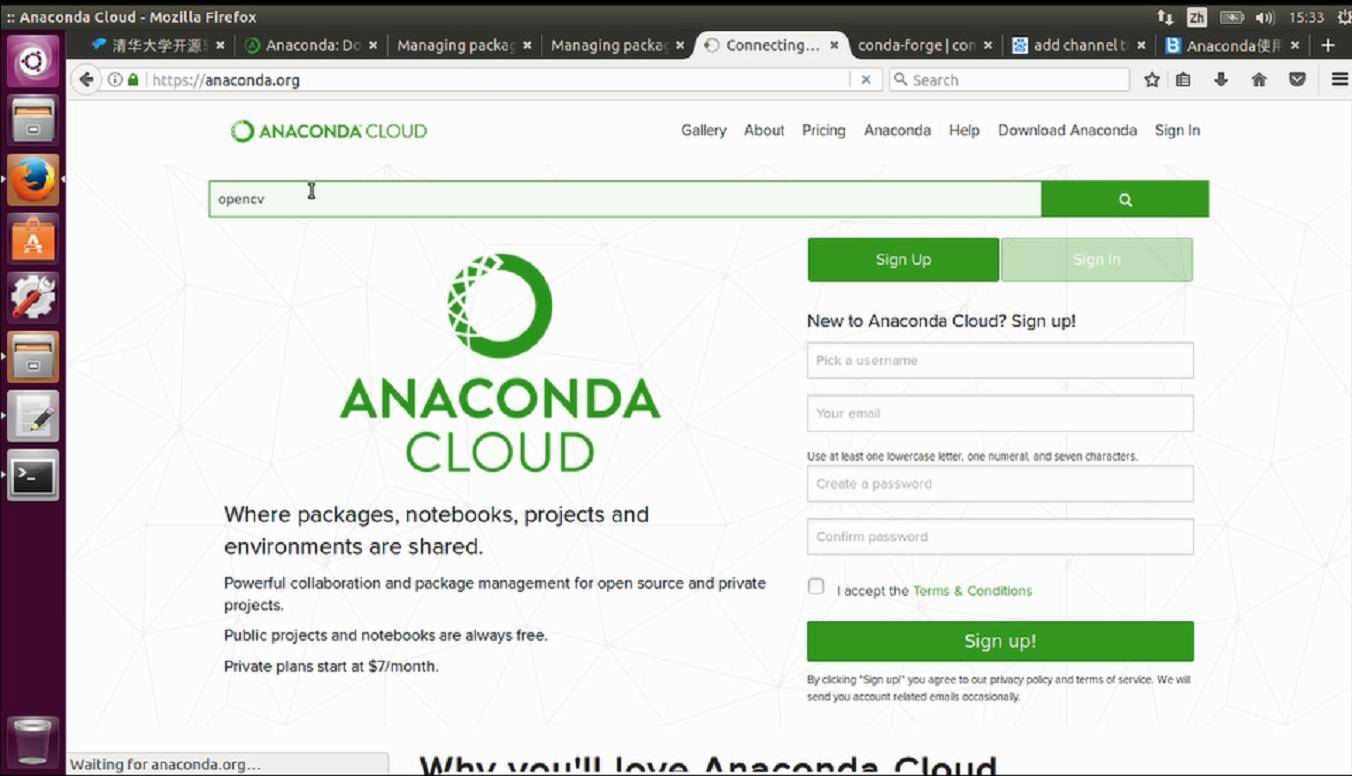 :: Anaconda Cloud - Mozilla Firefox
Zh
15:33
清华大学开源
Anaconda: Do
Managing packag
Managing packag
Connecting...
conda-forge | con
add channel t
Anaconda使用
https://anaconda.org
Search
ANACONDA CLOUD
Gallery About Pricing Anaconda Help Download Anaconda Sign In
opencv
Sign Up
Sign In
ANACONDA
CLOUD
Where packages, notebooks, projects and
environments are shared.
Powerful collaboration and package management for open source and private
projects.
Public projects and notebooks are always free.
Private plans start at $7/month.
New to Anaconda Cloud? Sign up!
Pick a username
Your email
Use at least one lowercase letter, one numeral, and seven characters.
Create a password
Confirm password
I accept the Terms & Conditions
Sign up!
By clicking "Sign up!" you agree to our privacy policy and terms of service. We will
send you account related emails occasionally.
Why you'll love Anaconda Cloud
Waiting for anaconda.org...